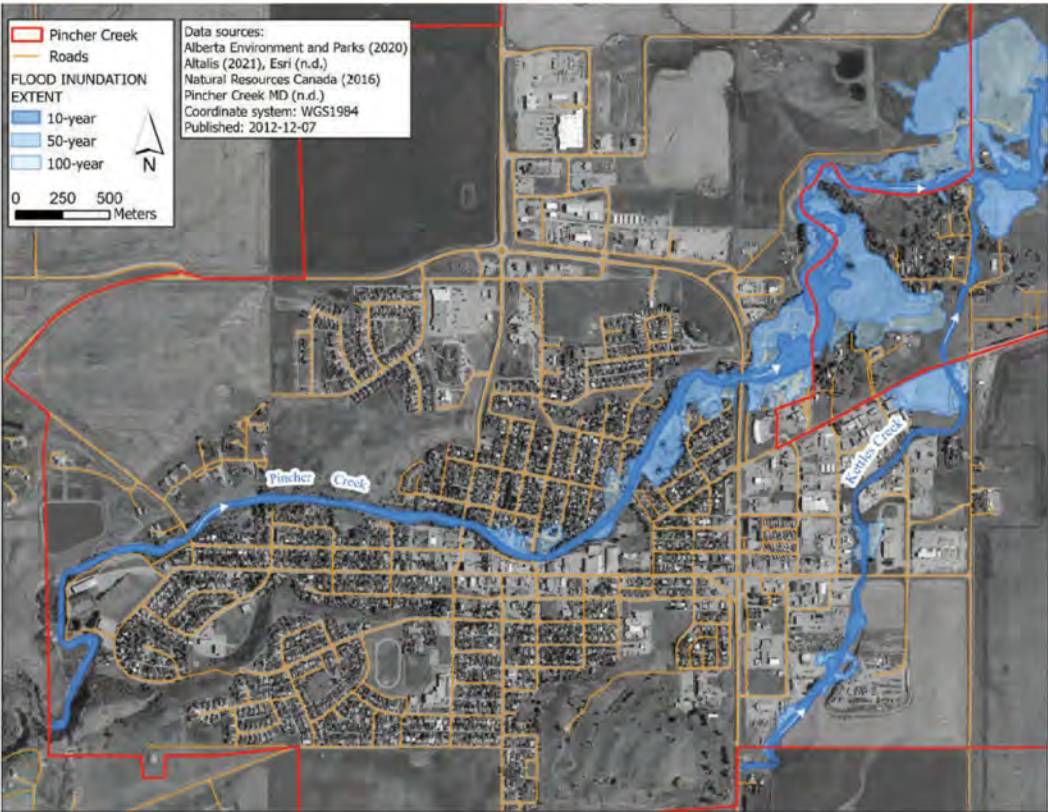 Pincher Creek
Roads
FLOOD INUNDATION
EXTENT
10-year
50-year
100-year
N
0 250 500
Meters
Data sources:
Alberta Environment and Parks (2020)
Altalis (2021), Esri (n.d.)
Natural Resources Canada (2016)
Pincher Creek MD (n.d.)
Coordinate system: WGS1984
Published: 2012-12-07
Pincher Creek
Kettles Creek